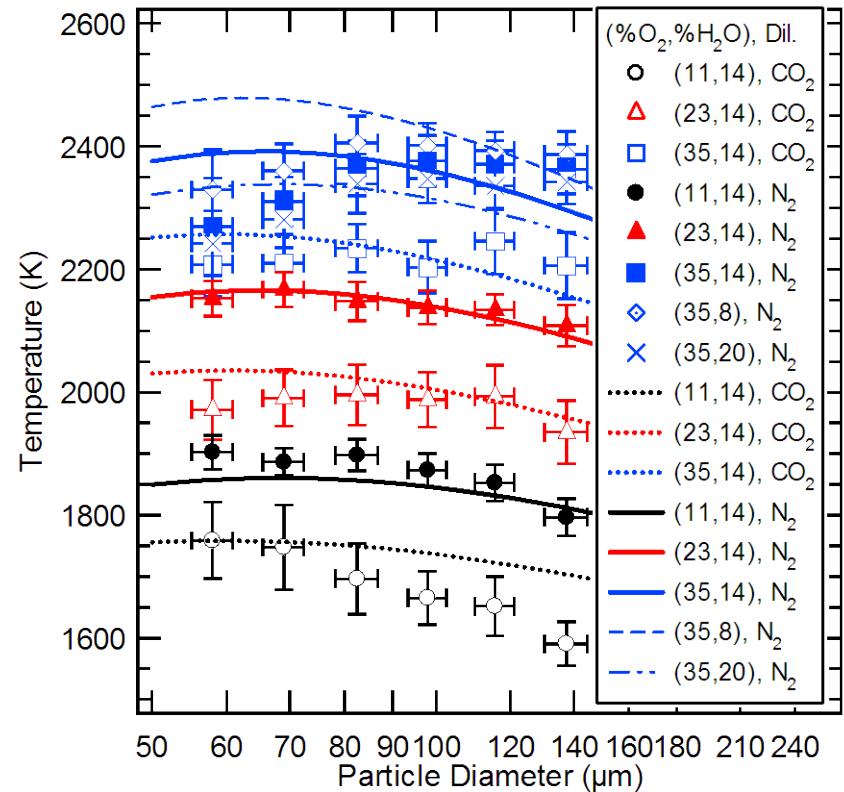 2600
2400
2200
2000
1800
1600
Temperature (K)
50 60 70 80 90 100 120 140 160 180 210 240
Particle Diameter (µm)
(%O₂,%H₂O), Dil.
(11,14), CO₂
(23,14), CO₂
(35,14), CO₂
(11,14), N₂
(23,14), N₂
(35,14), N₂
(35,8), N₂
(35,20), N₂
(11,14), CO₂
(23,14), CO₂
(35,14), CO₂
(11,14), N₂
(23,14), N₂
(35,14), N₂
(35,8), N₂
(35,20), N₂